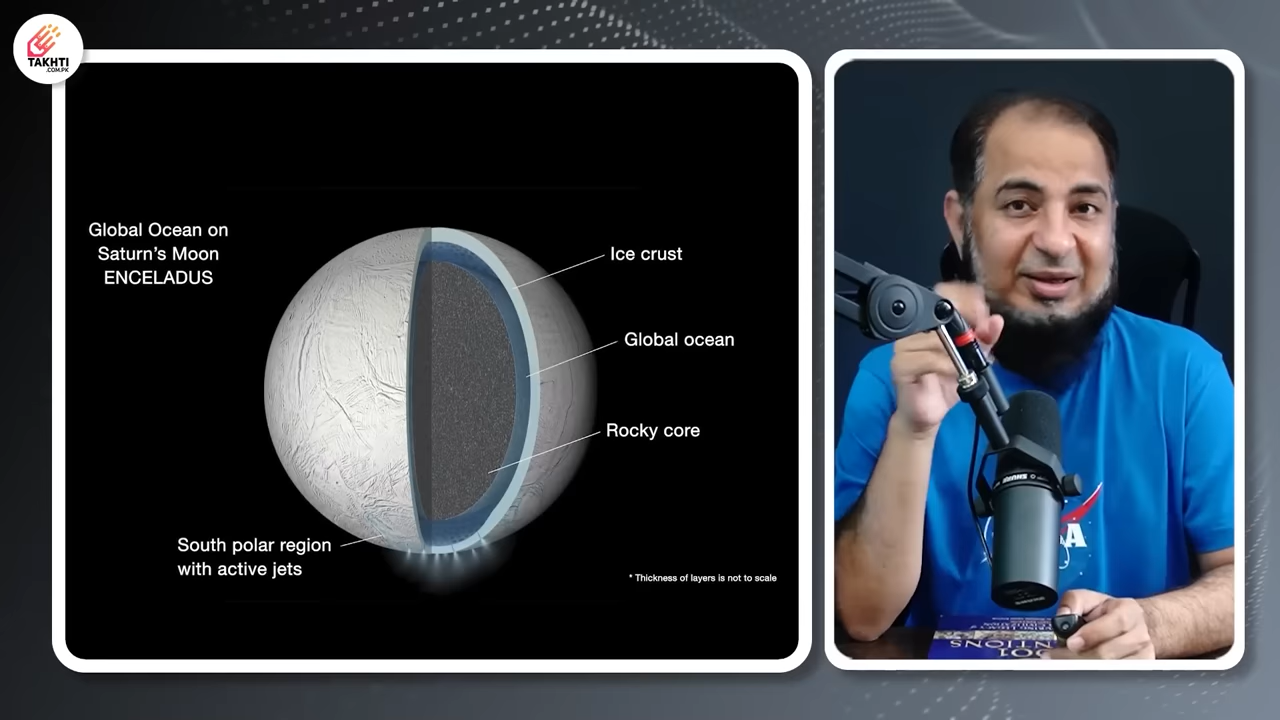 TAKHTI
.COM.PK
Global Ocean on
Saturn's Moon
ENCELADUS
Ice crust
Global ocean
Rocky core
South polar region
with active jets
* Thickness of layers is not to scale
SHURE
1001